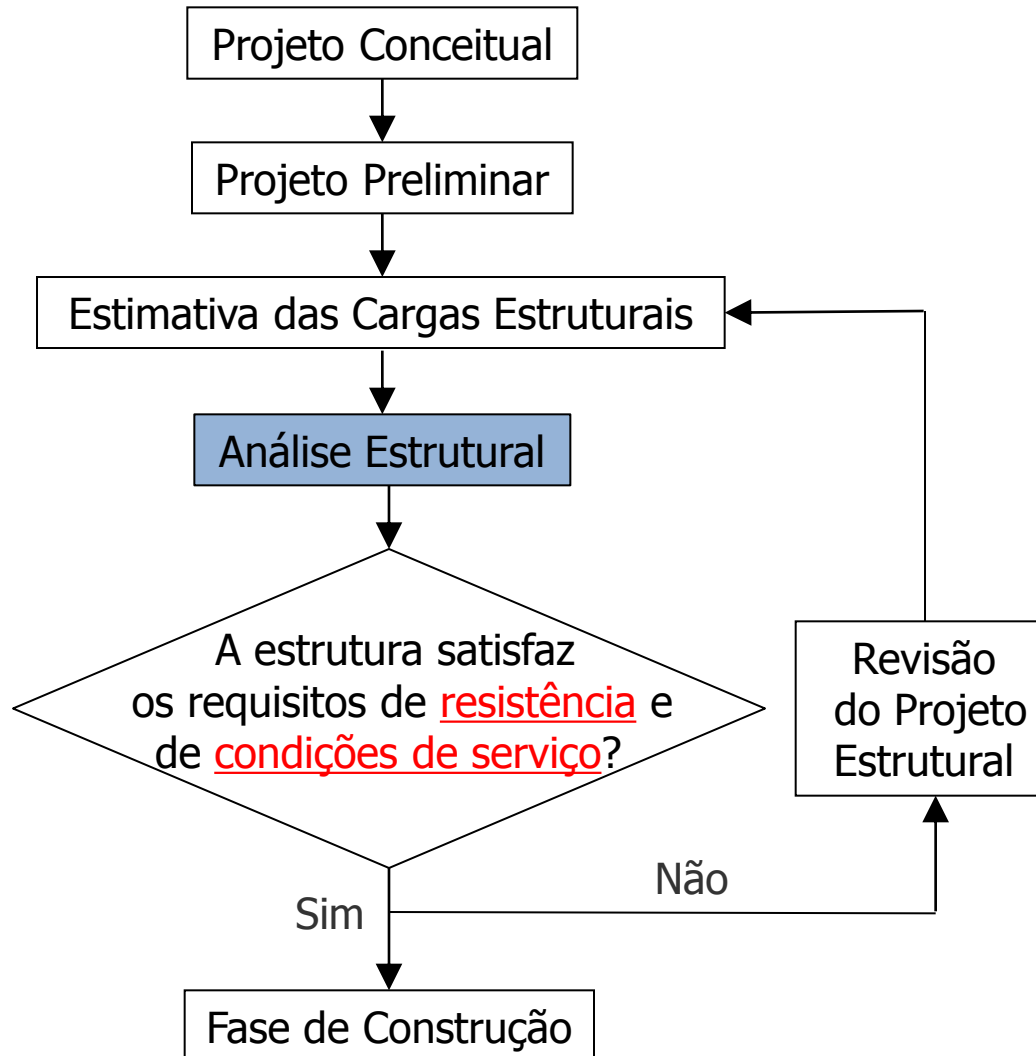 Projeto Conceitual
Projeto Preliminar
Estimativa das Cargas Estruturais
Análise Estrutural
A estrutura satisfaz
os requisitos de resistência e
de condições de serviço?
Revisão
do Projeto
Estrutural
Não
Sim
Fase de Construção